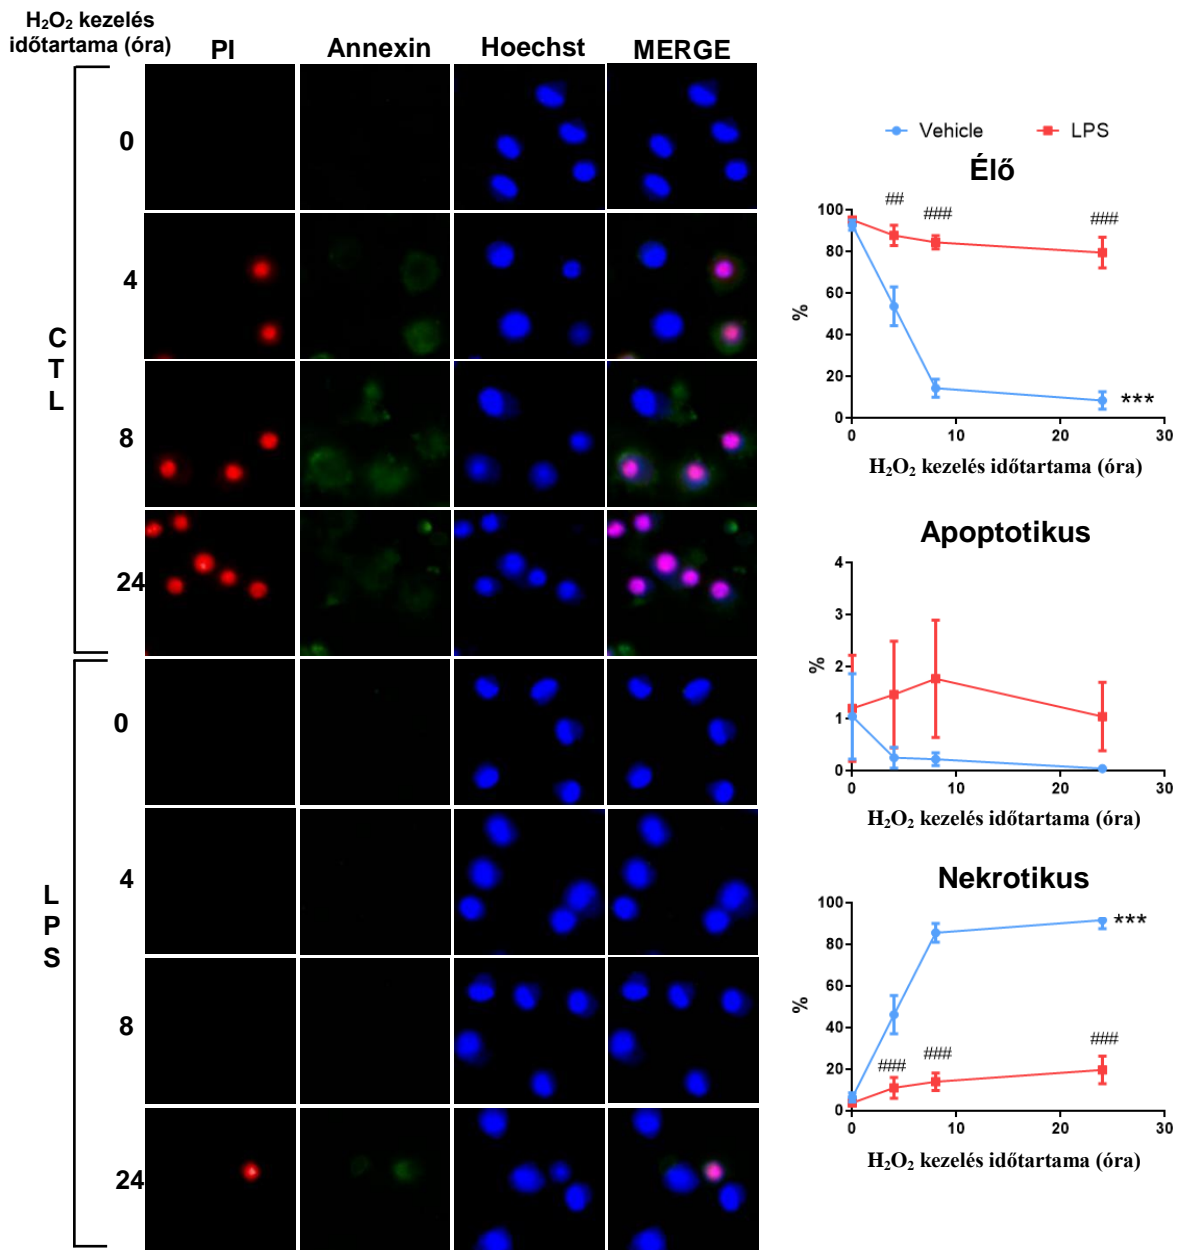 H₂O₂ kezelés
időtartama (óra)
PI
Annexin
Hoechst
MERGE
C
T
L
0
4
8
24
L
P
S
0
4
8
24
Vehicle
LPS
Élő
##
###
###
100
80
60
40
20
0
%
***
0
10
20
30
H₂O₂ kezelés időtartama (óra)
Apoptotikus
4
3
2
1
0
%
0
10
20
30
H₂O₂ kezelés időtartama (óra)
Nekrotikus
100
80
60
40
20
0
%
***
###
###
###
0
10
20
30
H₂O₂ kezelés időtartama (óra)